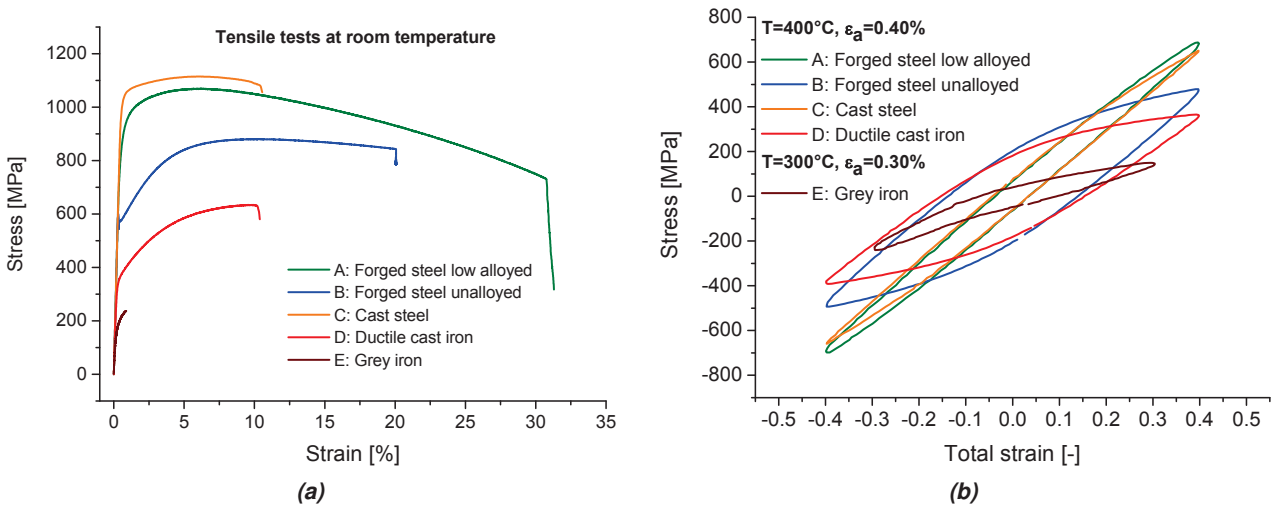 Tensile tests at room temperature
1200
1000
800
600
400
200
0
Stress [MPa]
A: Forged steel low alloyed
B: Forged steel unalloyed
C: Cast steel
D: Ductile cast iron
E: Grey iron
0 5 10 15 20 25 30 35
Strain [%]
(a)
800
600
400
200
0
-200
-400
-600
-800
Stress [MPa]
T=400°C, εa=0.40%
A: Forged steel low alloyed
B: Forged steel unalloyed
C: Cast steel
D: Ductile cast iron
T=300°C, εa=0.30%
E: Grey iron
-0.5 -0.4 -0.3 -0.2 -0.1 0.0 0.1 0.2 0.3 0.4 0.5
Total strain [-]
(b)